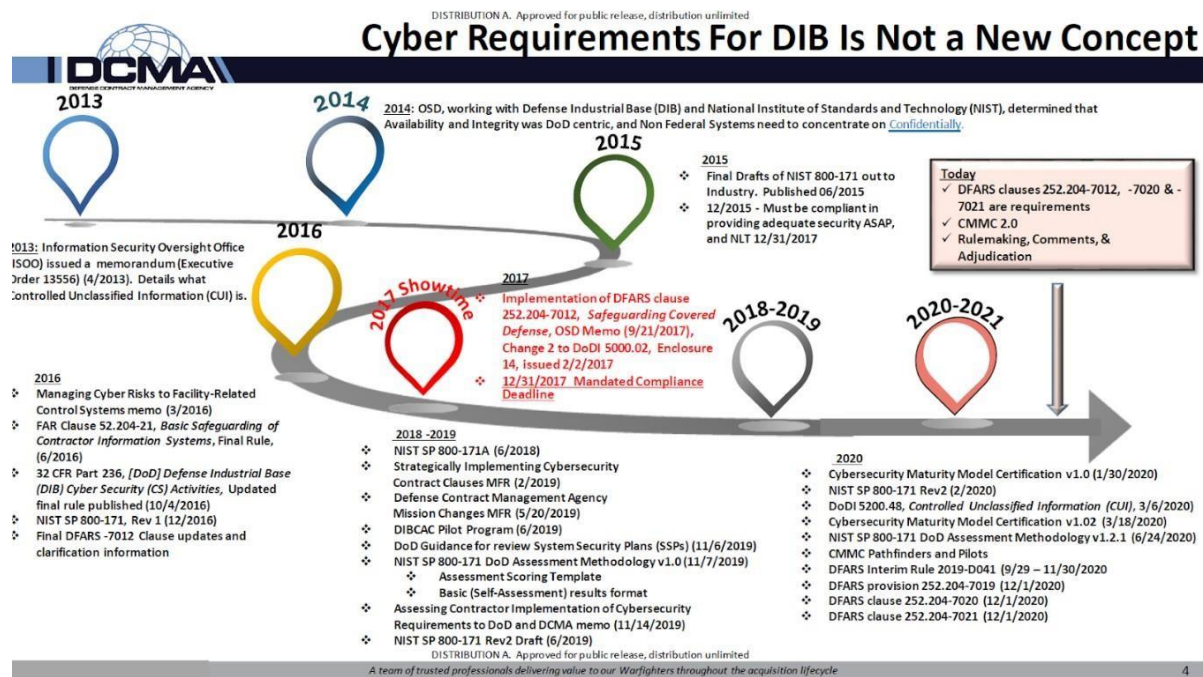 DISTRIBUTION A. Approved for public release, distribution unlimited
Cyber Requirements For DIB Is Not a New Concept
DCMA
DEFENSE CONTRACT MANAGEMENT AGENCY
2013
2014
2014: OSD, working with Defense Industrial Base (DIB) and National Institute of Standards and Technology (NIST), determined that
Availability and Integrity was DoD centric, and Non Federal Systems need to concentrate on Confidentially.
2015
2015
❖ Final Drafts of NIST 800-171 out to
Industry. Published 06/2015
❖ 12/2015 - Must be compliant in
providing adequate security ASAP,
and NLT 12/31/2017
Today
✓ DFARS clauses 252.204-7012, -7020 & -
7021 are requirements
✓ CMMC 2.0
✓ Rulemaking, Comments, &
Adjudication
2013: Information Security Oversight Office
ISOO) issued a memorandum (Executive
Order 13556) (4/2013). Details what
Controlled Unclassified Information (CUI) is.
2016
2017 Showtime
2017
❖ Implementation of DFARS clause
252.204-7012, Safeguarding Covered
Defense, OSD Memo (9/21/2017),
Change 2 to DoDI 5000.02, Enclosure
14, issued 2/2/2017
❖ 12/31/2017 Mandated Compliance
Deadline
2018-2019
2020-2021
2016
❖ Managing Cyber Risks to Facility-Related
Control Systems memo (3/2016)
❖ FAR Clause 52.204-21, Basic Safeguarding of
Contractor Information Systems, Final Rule,
(6/2016)
❖ 32 CFR Part 236, [DoD] Defense Industrial Base
(DIB) Cyber Security (CS) Activities, Updated
final rule published (10/4/2016)
❖ NIST SP 800-171, Rev 1 (12/2016)
❖ Final DFARS -7012 Clause updates and
clarification information
2018 -2019
❖ NIST SP 800-171A (6/2018)
❖ Strategically Implementing Cybersecurity
Contract Clauses MFR (2/2019)
❖ Defense Contract Management Agency
Mission Changes MFR (5/20/2019)
❖ DIBCAC Pilot Program (6/2019)
❖ DoD Guidance for review System Security Plans (SSPs) (11/6/2019)
❖ NIST SP 800-171 DoD Assessment Methodology v1.0 (11/7/2019)
❖ Assessment Scoring Template
❖ Basic (Self-Assessment) results format
❖ Assessing Contractor Implementation of Cybersecurity
Requirements to DoD and DCMA memo (11/14/2019)
❖ NIST SP 800-171 Rev2 Draft (6/2019)
2020
❖ Cybersecurity Maturity Model Certification v1.0 (1/30/2020)
❖ NIST SP 800-171 Rev2 (2/2020)
❖ DoDI 5200.48, Controlled Unclassified Information (CUI), 3/6/2020)
❖ Cybersecurity Maturity Model Certification v1.02 (3/18/2020)
❖ NIST SP 800-171 DoD Assessment Methodology v1.2.1 (6/24/2020)
❖ CMMC Pathfinders and Pilots
❖ DFARS Interim Rule 2019-D041 (9/29 – 11/30/2020
❖ DFARS provision 252.204-7019 (12/1/2020)
❖ DFARS clause 252.204-7020 (12/1/2020)
❖ DFARS clause 252.204-7021 (12/1/2020)
DISTRIBUTION A. Approved for public release, distribution unlimited
A team of trusted professionals delivering value to our Warfighters throughout the acquisition lifecycle
4